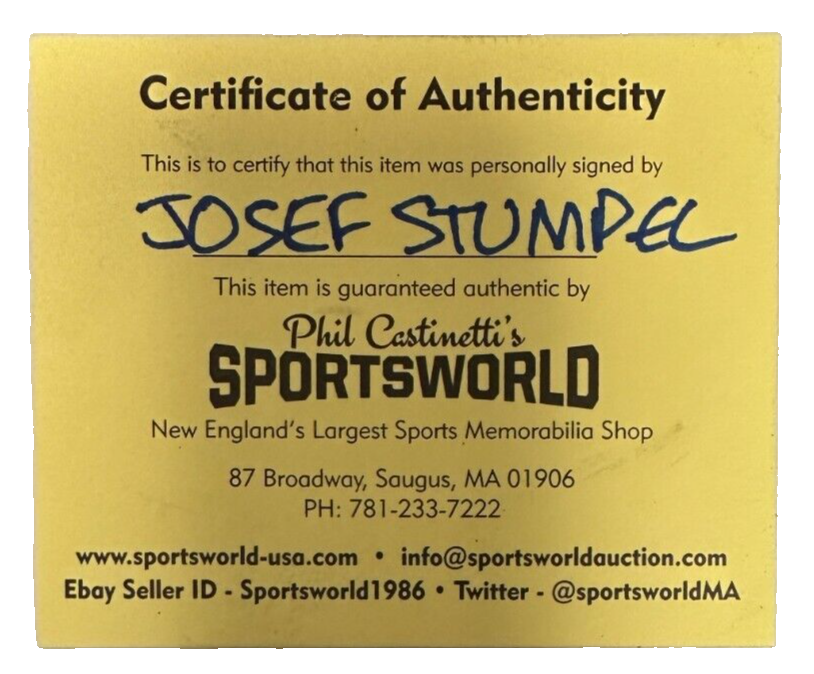 Certificate of Authenticity
This is to certify that this item was personally signed by
JOSEF STUMPEL
This item is guaranteed authentic by
Phil Castinetti's
SPORTSWORLD
New England's Largest Sports Memorabilia Shop
87 Broadway, Saugus, MA 01906
PH: 781-233-7222
www.sportsworld-usa.com • info@sportsworldauction.com
Ebay Seller ID - Sportsworld1986 • Twitter - @sportsworldMA